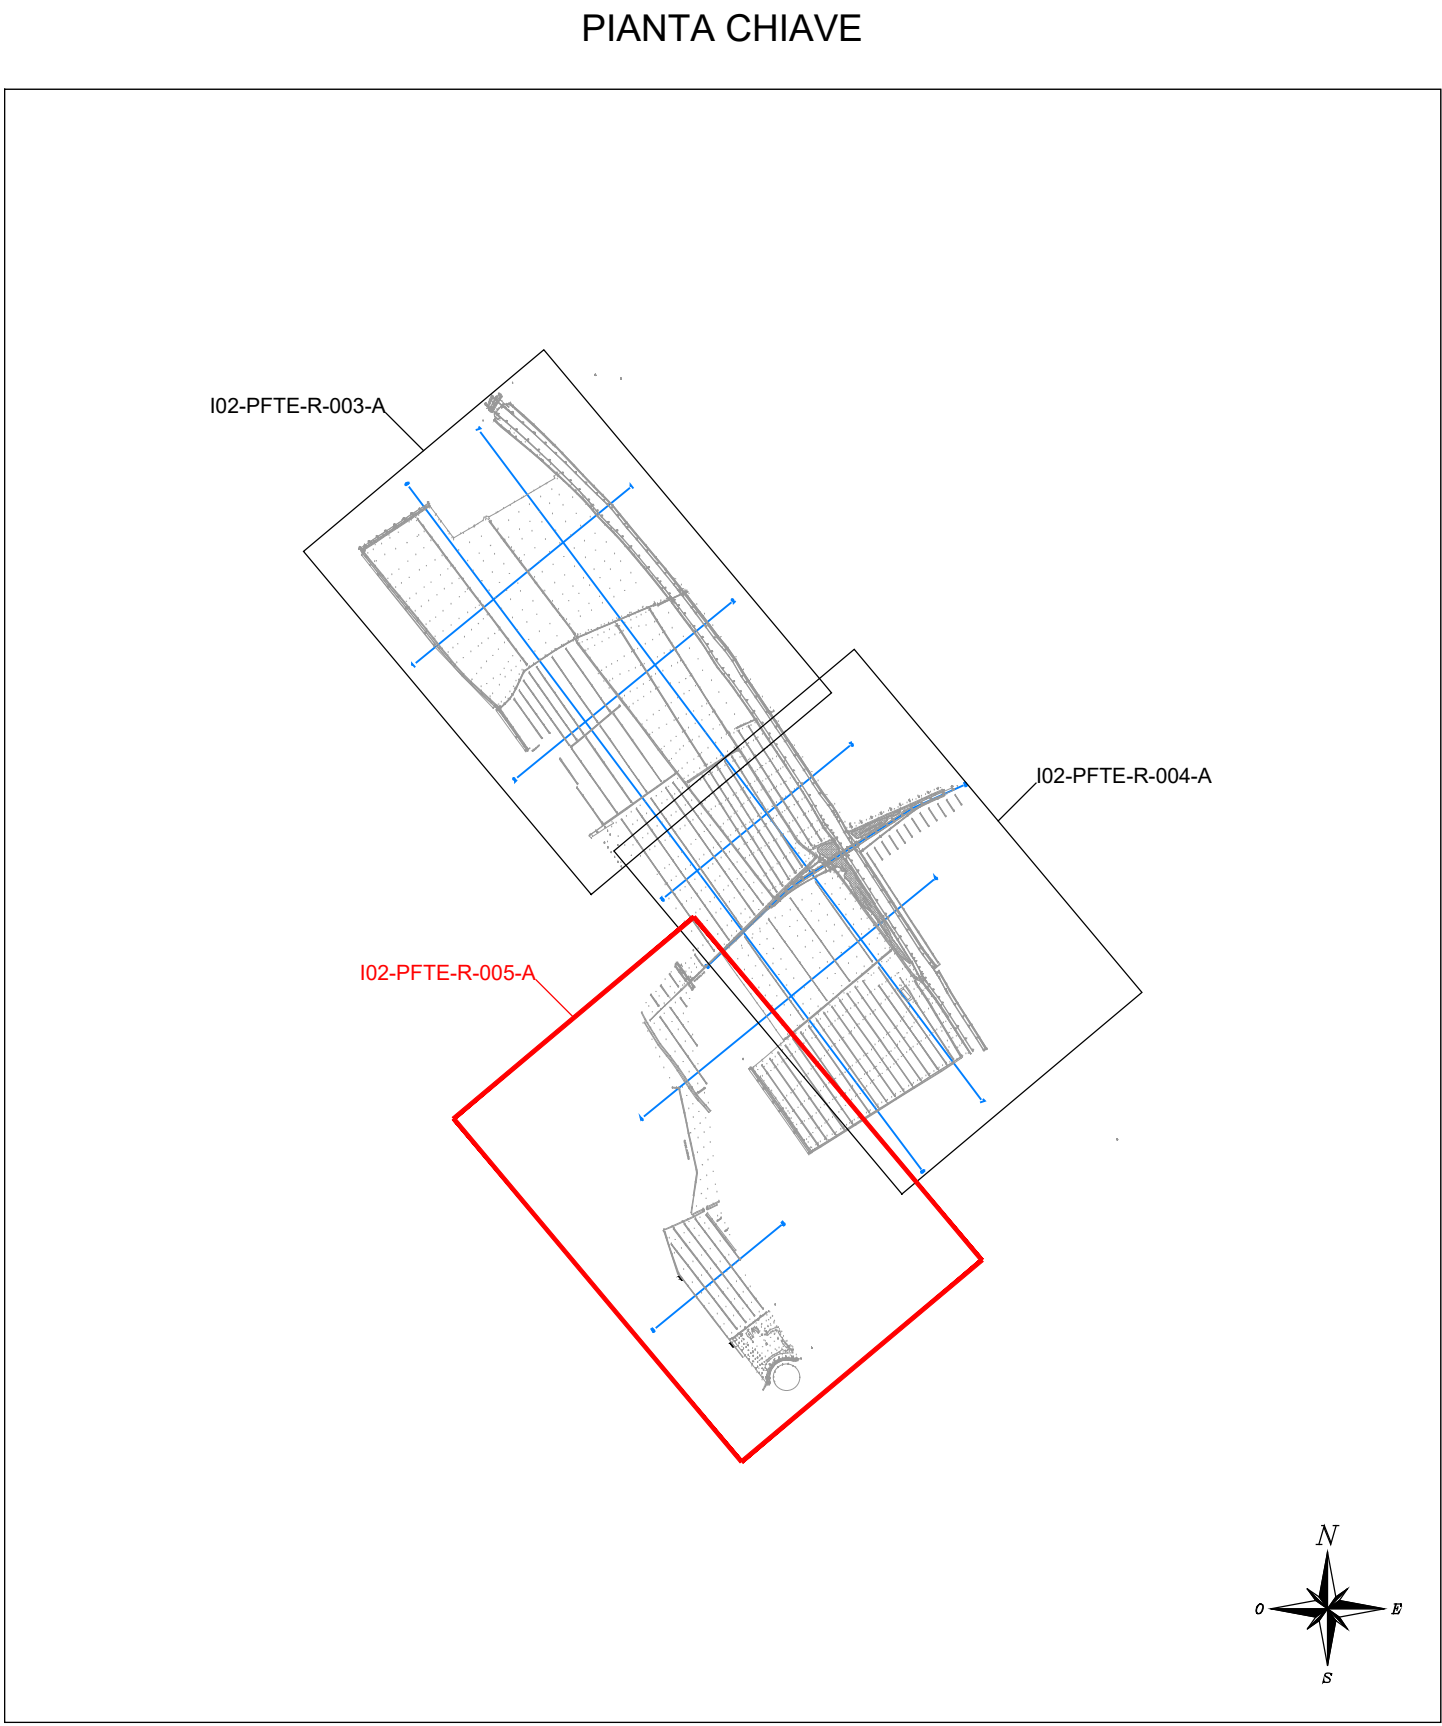 PIANTA CHIAVE
I02-PFTE-R-003-A
I02-PFTE-R-004-A
I02-PFTE-R-005-A
N
O
E
S